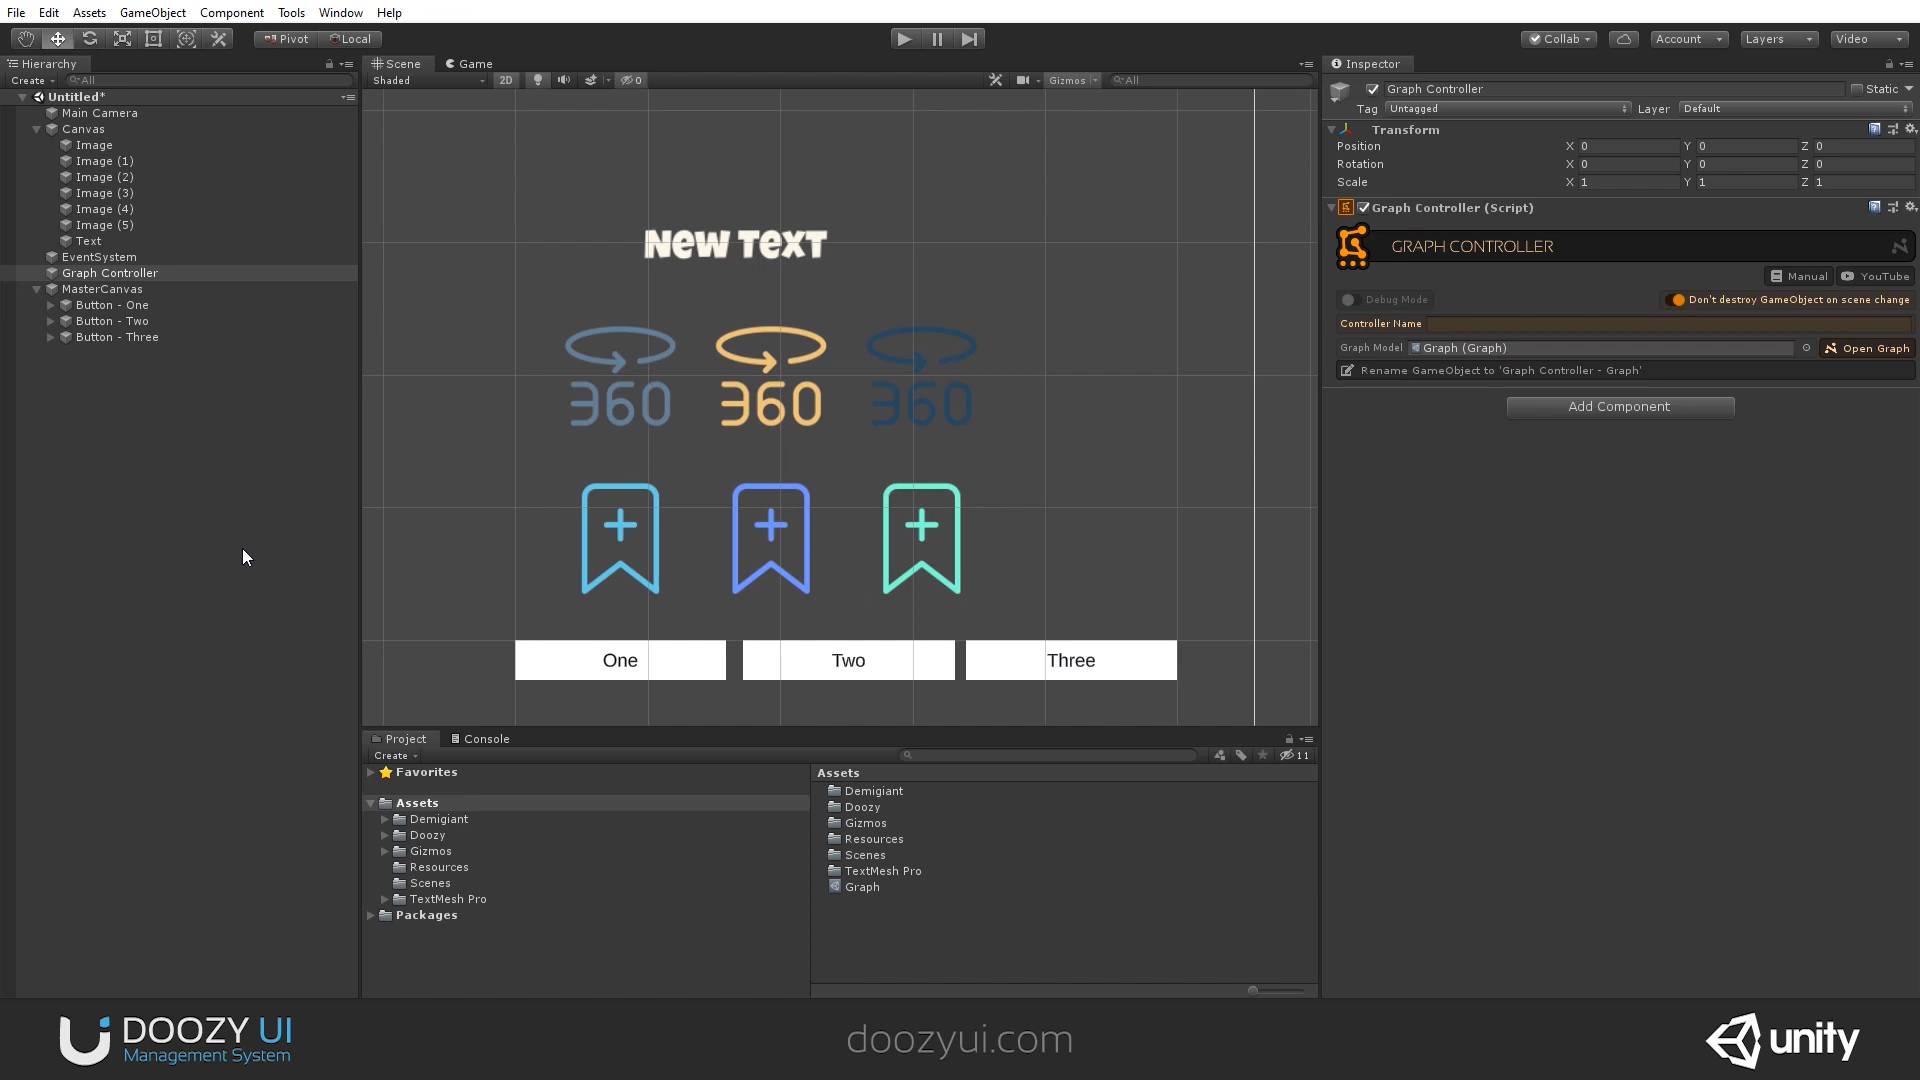 File Edit Assets GameObject Component Tools Window Help
Pivot Local Collab Account Layers Video
Hierarchy
Create All
Untitled*
Main Camera
Canvas
Image
Image (1)
Image (2)
Image (3)
Image (4)
Image (5)
Text
EventSystem
Graph Controller
MasterCanvas
Button - One
Button - Two
Button - Three
Scene Game
Shaded 2D 0 Gizmos All
New Text
360 360 360
One Two Three
Project Console
Create 11
Favorites
Assets
Demigiant
Doozy
Gizmos
Resources
Scenes
TextMesh Pro
Packages
Assets
Demigiant
Doozy
Gizmos
Resources
Scenes
TextMesh Pro
Graph
Inspector
Graph Controller Static
Tag Untagged Layer Default
Transform
Position X 0 Y 0 Z 0
Rotation X 0 Y 0 Z 0
Scale X 1 Y 1 Z 1
Graph Controller (Script)
GRAPH CONTROLLER
Manual YouTube
Debug Mode Don't destroy GameObject on scene change
Controller Name
Graph Model Graph (Graph) Open Graph
Rename GameObject to 'Graph Controller - Graph'
Add Component
DOOZY UI
Management System
doozyui.com
unity